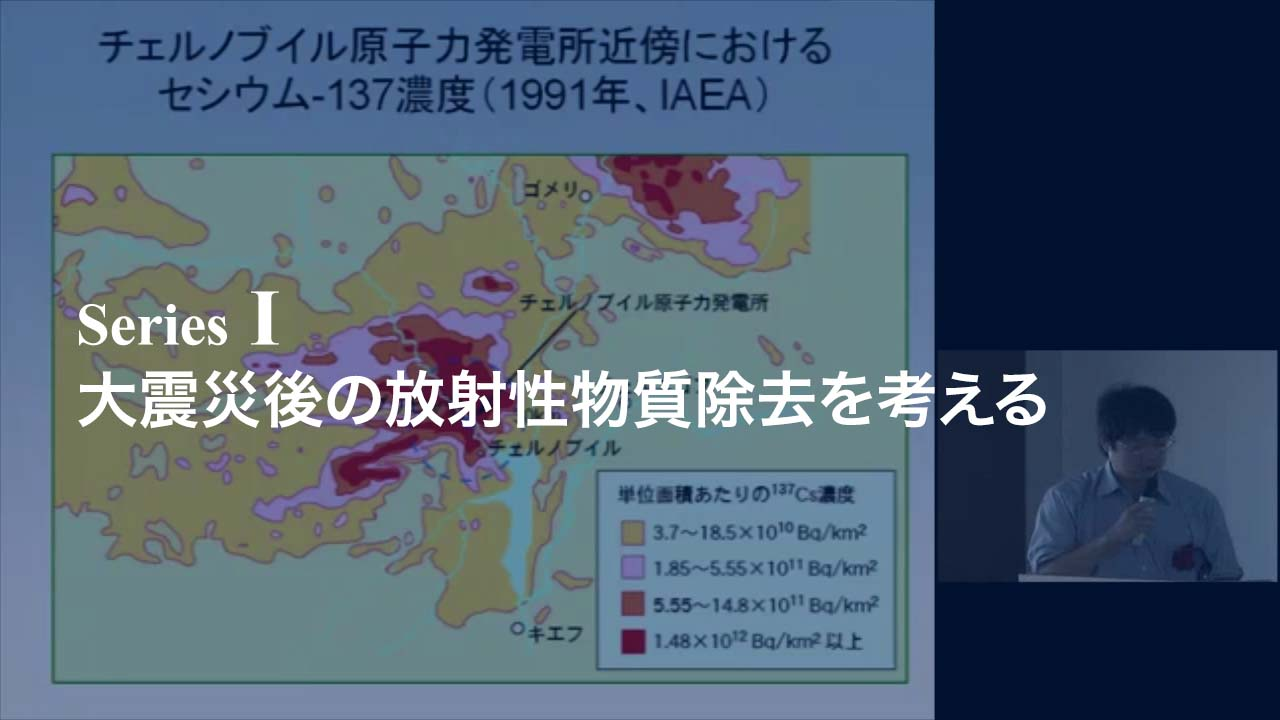 チェルノブイル原子力発電所近傍における
セシウム-137濃度（1991年、IAEA）
ゴメリ
チェルノブイル原子力発電所
Series I
大震災後の放射性物質除去を考える
チェルノブイル
単位面積あたりの¹³⁷Cs濃度
3.7～18.5×10¹⁰ Bq/km²
1.85～5.55×10¹¹ Bq/km²
5.55～14.8×10¹¹ Bq/km²
1.48×10¹² Bq/km² 以上
キエフ